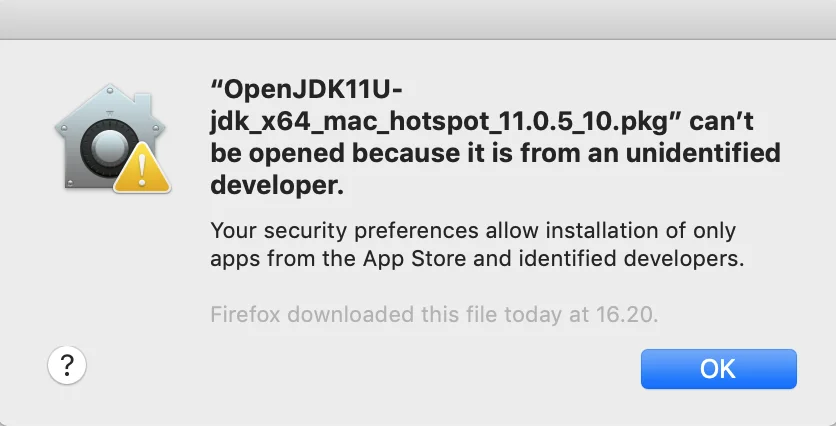 “OpenJDK11U-
jdk_x64_mac_hotspot_11.0.5_10.pkg” can’t
be opened because it is from an unidentified
developer.
Your security preferences allow installation of only
apps from the App Store and identified developers.
Firefox downloaded this file today at 16.20.
?
OK